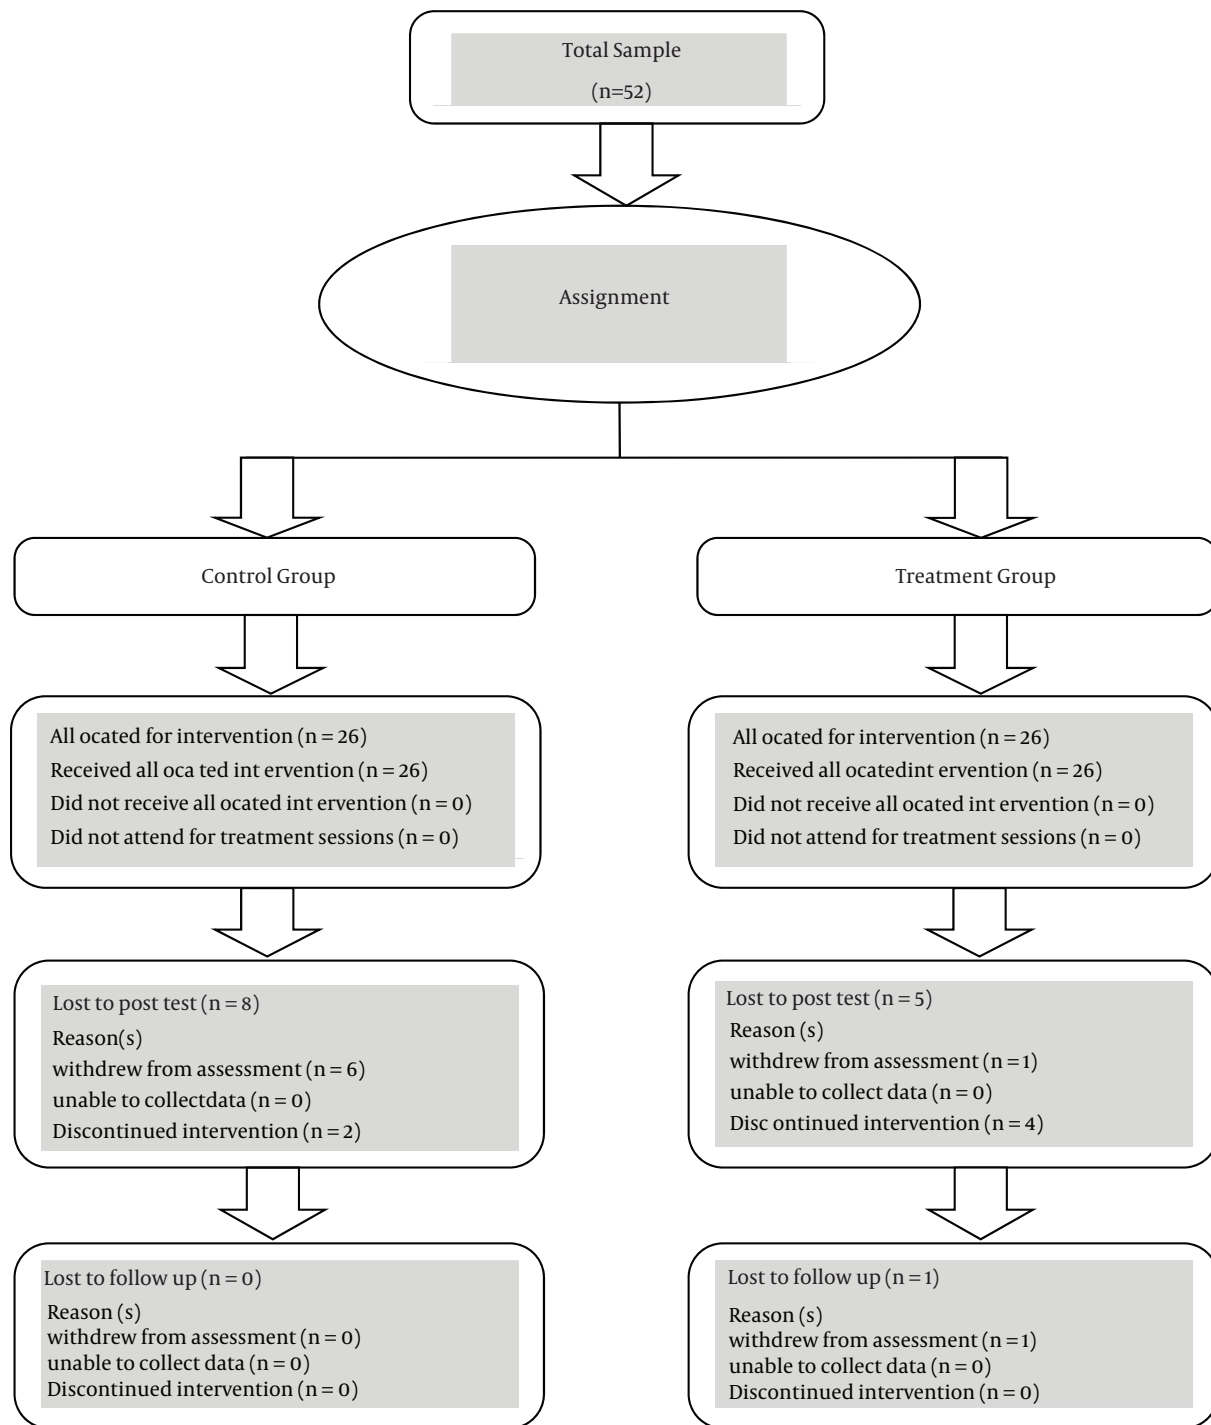 Total Sample
(n=52)
Assignment
Control Group
Treatment Group
All ocated for intervention (n = 26)
Received all oca ted int ervention (n = 26)
Did not receive all ocated int ervention (n = 0)
Did not attend for treatment sessions (n = 0)
All ocated for intervention (n = 26)
Received all ocatedint ervention (n = 26)
Did not receive all ocated int ervention (n = 0)
Did not attend for treatment sessions (n = 0)
Lost to post test (n = 8)
Reason(s)
withdrew from assessment (n = 6)
unable to collectdata (n = 0)
Discontinued intervention (n = 2)
Lost to post test (n = 5)
Reason (s)
withdrew from assessment (n = 1)
unable to collect data (n = 0)
Disc ontinued intervention (n = 4)
Lost to follow up (n = 0)
Reason (s)
withdrew from assessment (n = 0)
unable to collect data (n = 0)
Discontinued intervention (n = 0)
Lost to follow up (n = 1)
Reason (s)
withdrew from assessment (n = 1)
unable to collect data (n = 0)
Discontinued intervention (n = 0)